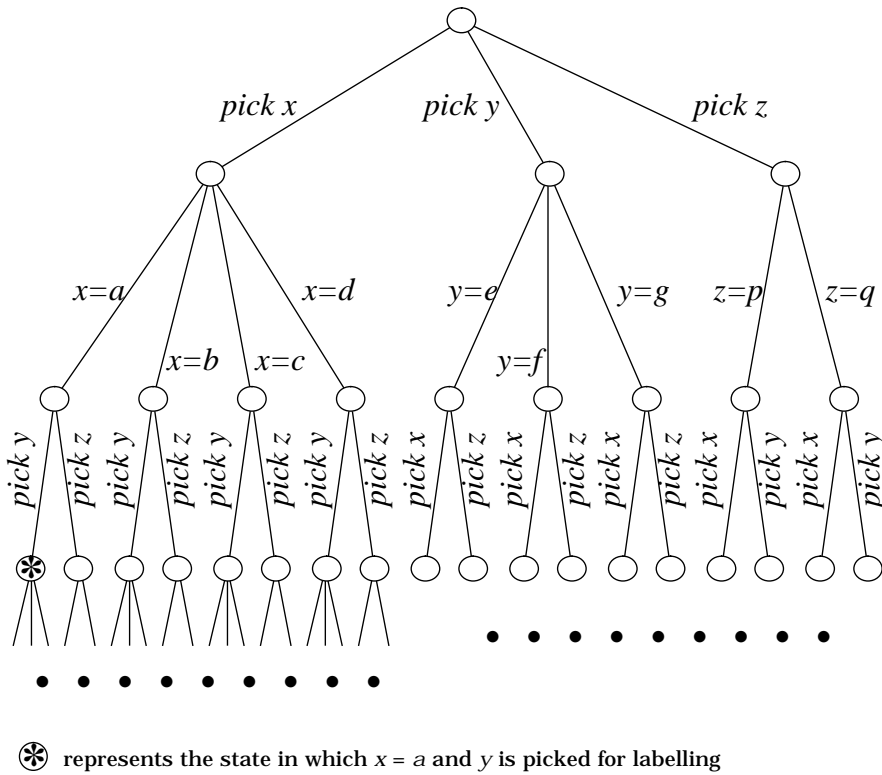 pick x pick y pick z
x=a x=d y=e y=g z=p z=q
x=b x=c y=f
pick y pick z pick y pick z pick y pick z pick y pick z pick x pick z pick x pick z pick x pick z pick x pick y pick x pick y
represents the state in which x = a and y is picked for labelling